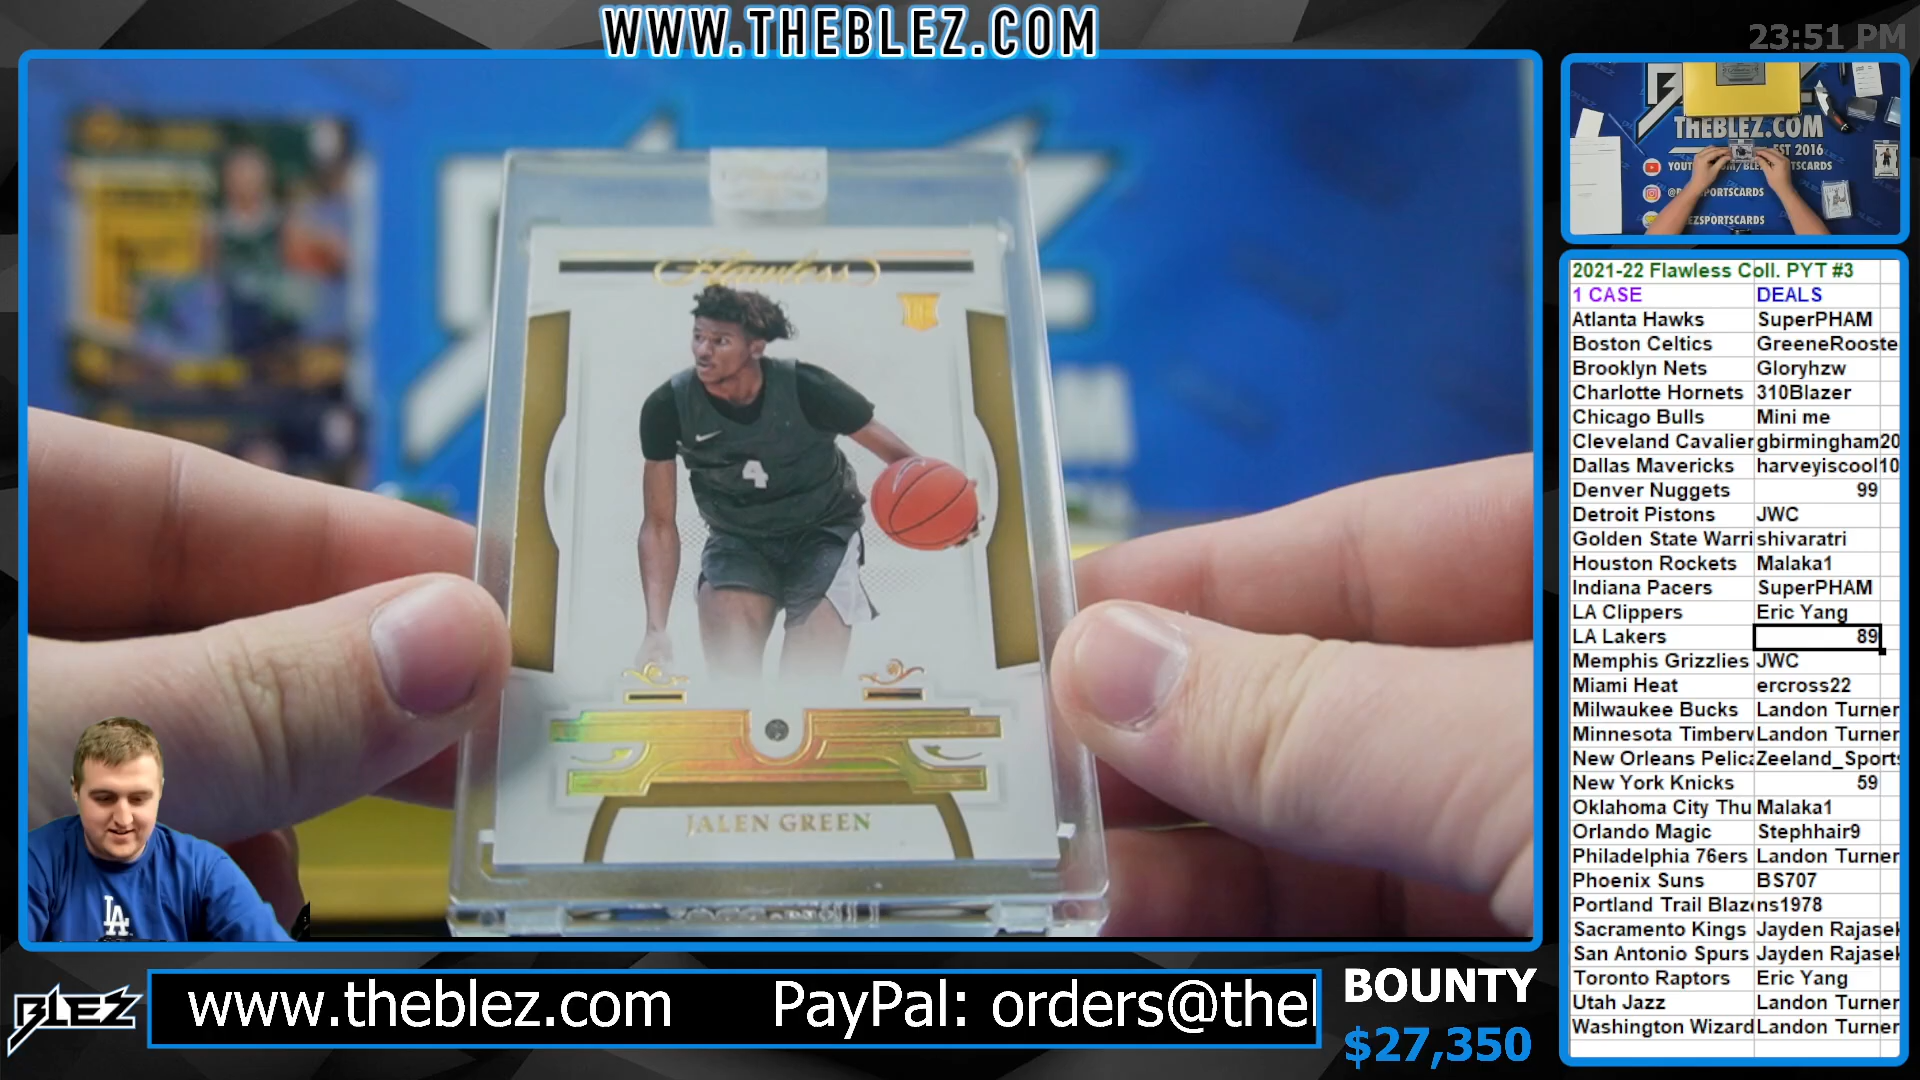 WWW.THEBLEZ.COM
23:51 PM
Flawless
4
JALEN GREEN
LA
THEBLEZ.COM
EST 2016
2021-22 Flawless Coll. PYT #3
1 CASE DEALS
Atlanta Hawks SuperPHAM
Boston Celtics GreeneRooste
Brooklyn Nets Gloryhzw
Charlotte Hornets 310Blazer
Chicago Bulls Mini me
Cleveland Cavalier gbirmingham20
Dallas Mavericks harveyiscool10
Denver Nuggets 99
Detroit Pistons JWC
Golden State Warri shivaratri
Houston Rockets Malaka1
Indiana Pacers SuperPHAM
LA Clippers Eric Yang
LA Lakers 89
Memphis Grizzlies JWC
Miami Heat ercross22
Milwaukee Bucks Landon Turner
Minnesota Timberv Landon Turner
New Orleans Pelica Zeeland_Sports
New York Knicks 59
Oklahoma City Thu Malaka1
Orlando Magic Stephhair9
Philadelphia 76ers Landon Turner
Phoenix Suns BS707
Portland Trail Blaze ns1978
Sacramento Kings Jayden Rajasek
San Antonio Spurs Jayden Rajasek
Toronto Raptors Eric Yang
Utah Jazz Landon Turner
Washington Wizard Landon Turner
BLEZ
www.theblez.com PayPal: orders@thel
BOUNTY
$27,350